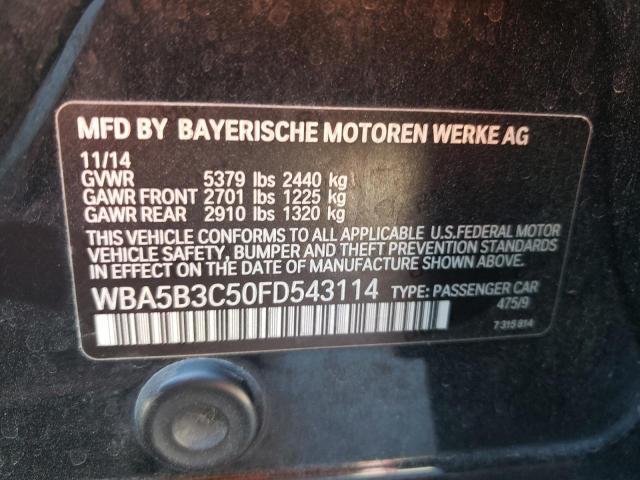 MFD BY BAYERISCHE MOTOREN WERKE AG
11/14
GVWR 5379 lbs 2440 kg
GAWR FRONT 2701 lbs 1225 kg
GAWR REAR 2910 lbs 1320 kg
THIS VEHICLE CONFORMS TO ALL APPLICABLE U.S.FEDERAL MOTOR
VEHICLE SAFETY, BUMPER AND THEFT PREVENTION STANDARDS
IN EFFECT ON THE DATE OF MANUFACTURE SHOWN ABOVE.
WBA5B3C50FD543114 TYPE: PASSENGER CAR
475/9
7 315 814